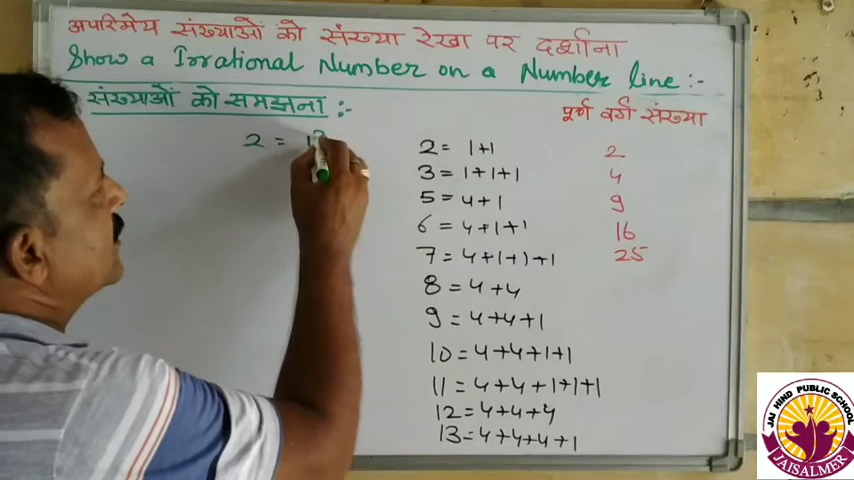 अपरिमेय संख्याओं को संख्या रेखा पर दर्शाना
Show a Irrational Number on a Number line :-
संख्याओं को समझना :-
पूर्ण वर्ग संख्या
2 = 1²
2 = 1+1
3 = 1+1+1
5 = 4+1
6 = 4+1+1
7 = 4+1+1+1
8 = 4+4
9 = 4+4+1
10 = 4+4+1+1
11 = 4+4+1+1+1
12 = 4+4+4
13 = 4+4+4+1
2
4
9
16
25
JAI HIND PUBLIC SCHOOL
JAISALMER